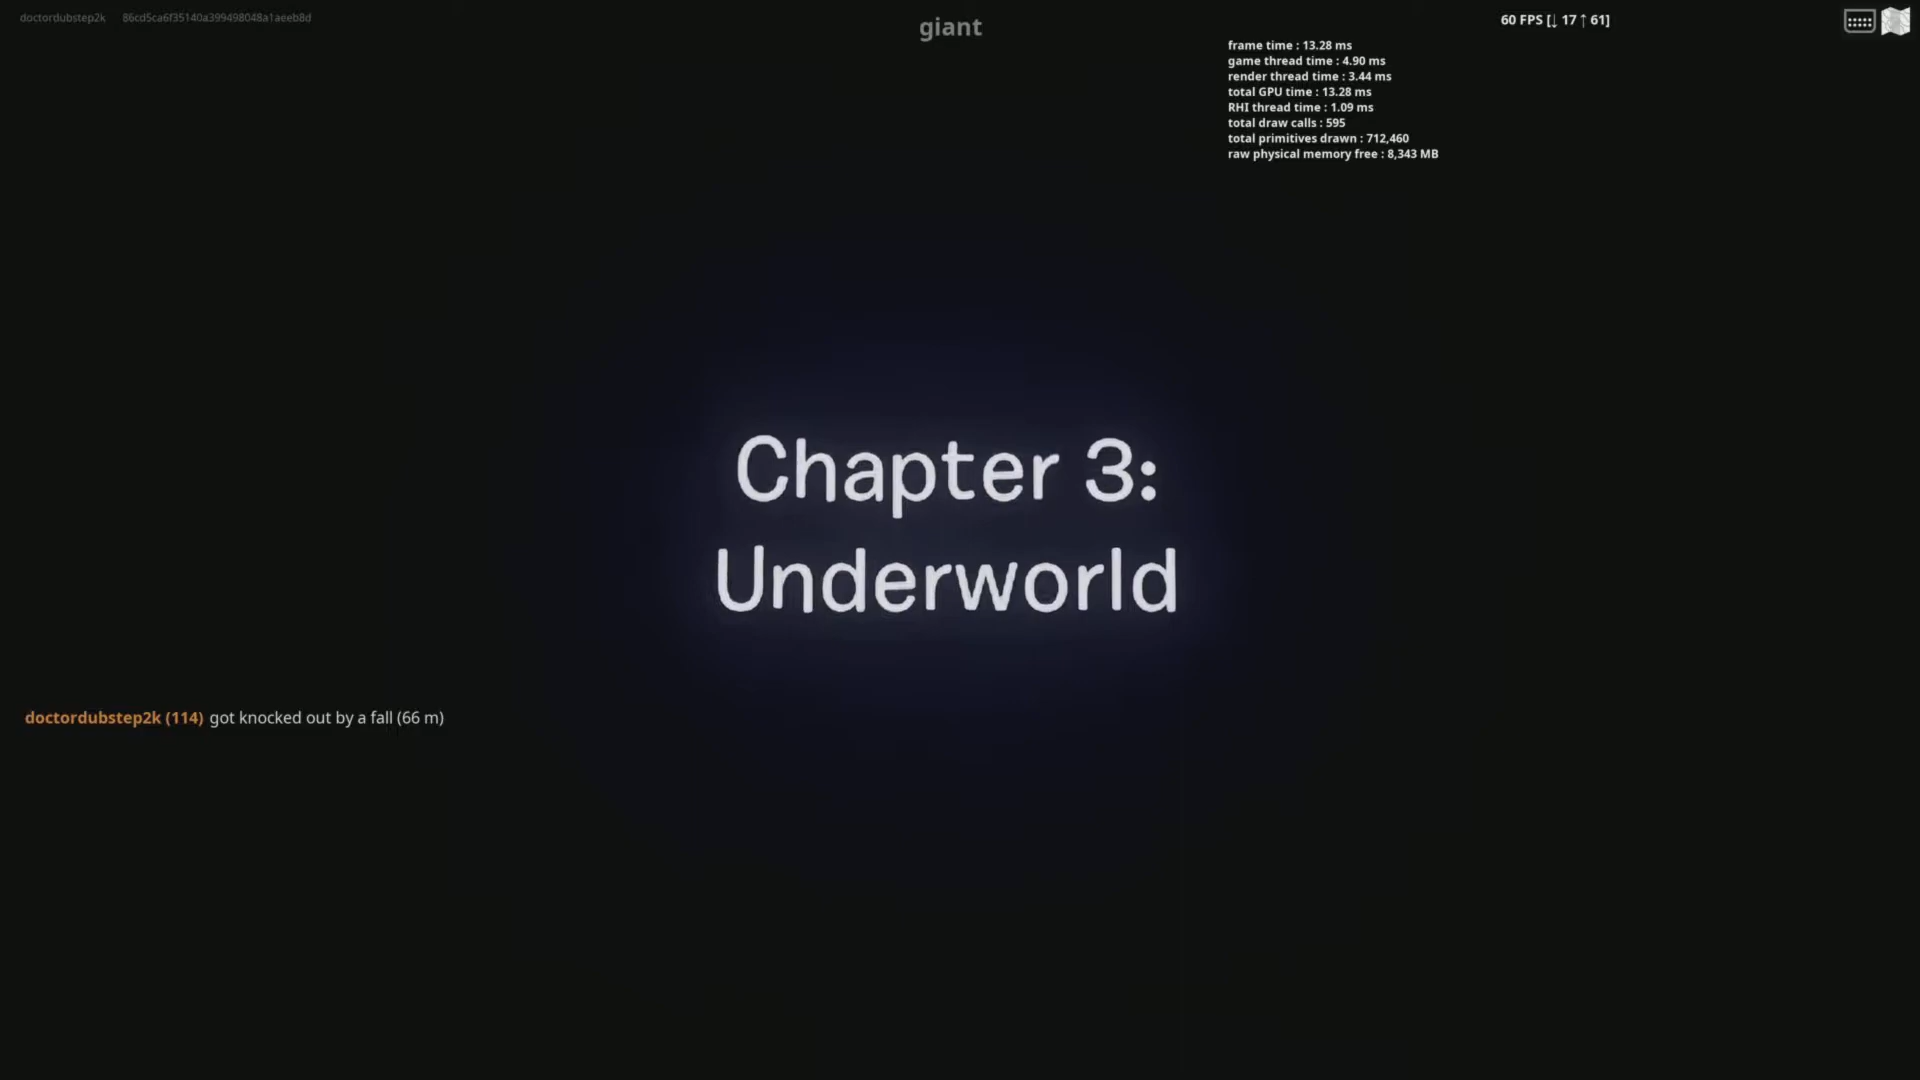 doctordubstep2k 86cd5ca6f35140a399498048a1aeeb8d
giant
60 FPS [↓ 17 ↑ 61]
frame time : 13.28 ms
game thread time : 4.90 ms
render thread time : 3.44 ms
total GPU time : 13.28 ms
RHI thread time : 1.09 ms
total draw calls : 595
total primitives drawn : 712,460
raw physical memory free : 8,343 MB
Chapter 3:
Underworld
doctordubstep2k (114) got knocked out by a fall (66 m)